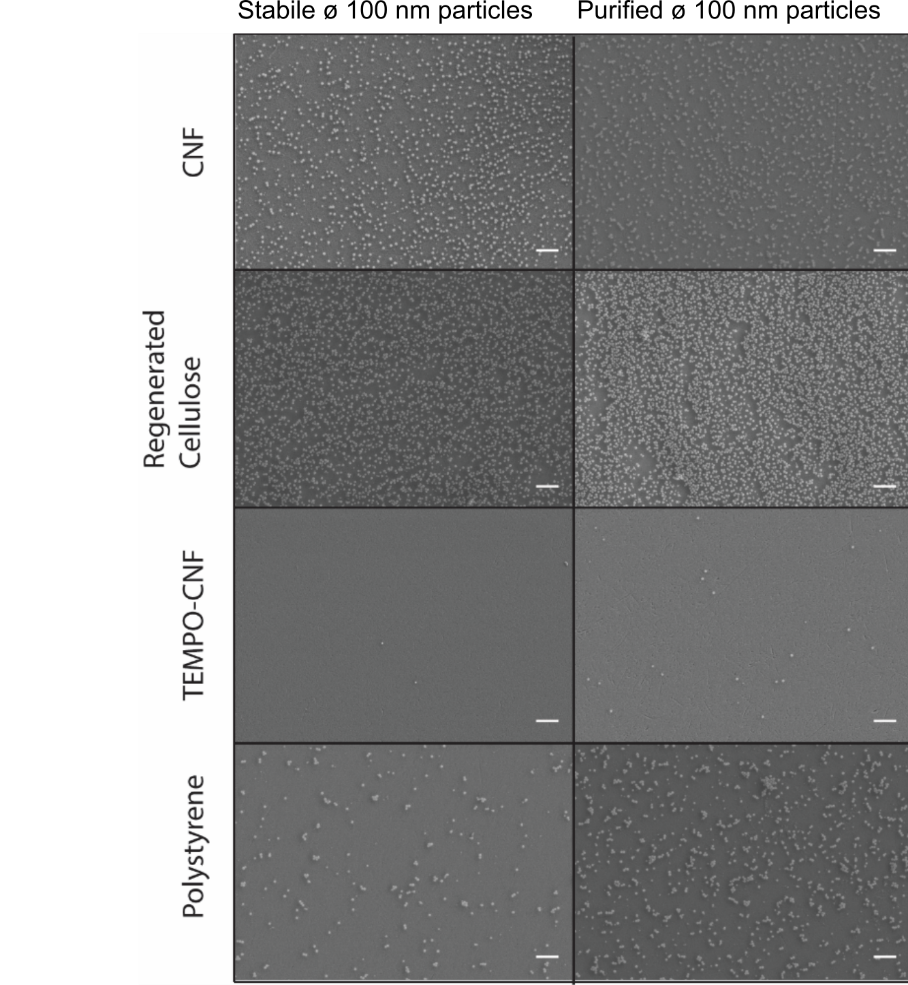 Stabile ø 100 nm particles
Purified ø 100 nm particles
CNF
Regenerated
Cellulose
TEMPO-CNF
Polystyrene